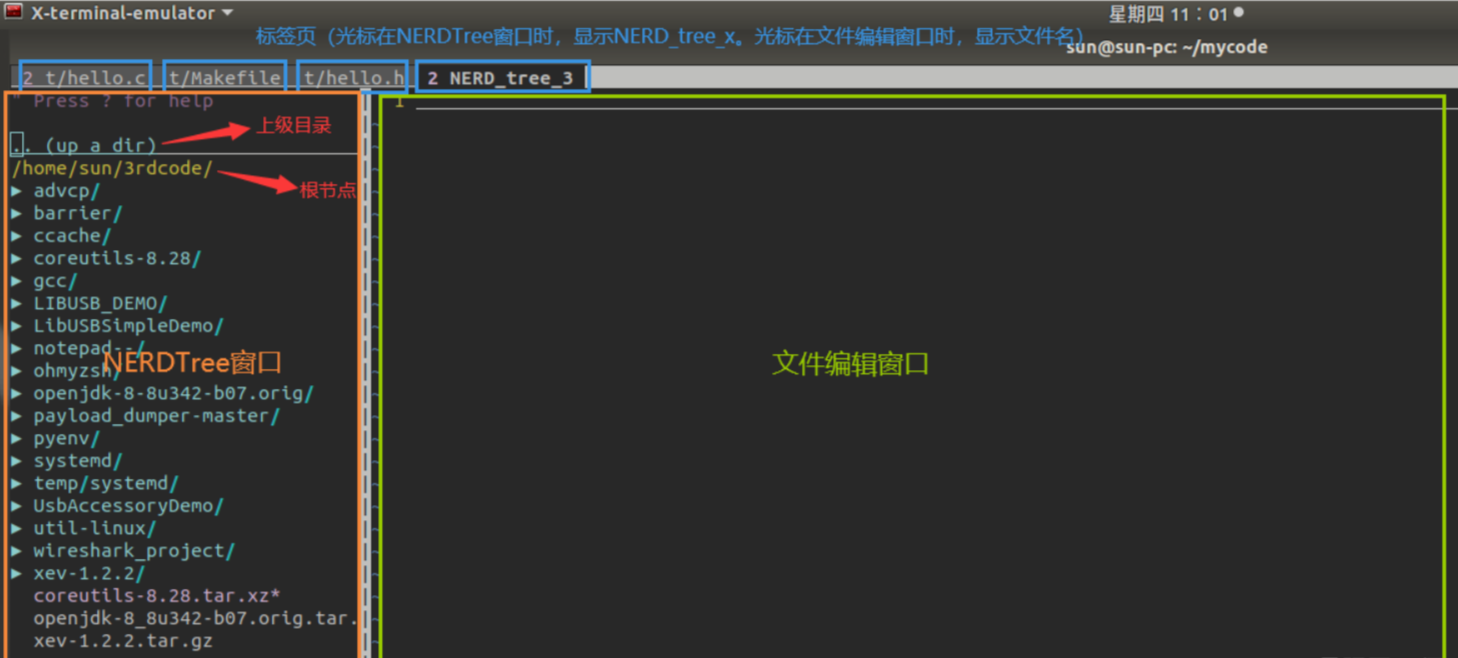 X-terminal-emulator
星期四 11：01
标签页（光标在NERDTree窗口时，显示NERD_tree_x。光标在文件编辑窗口时，显示文件名）
sun@sun-pc: ~/mycode
2 t/hello.c t/Makefile t/hello.h 2 NERD_tree_3
" Press ? for help
1
上级目录
.. (up a dir)
/home/sun/3rdcode/
根节点
▸ advcp/
▸ barrier/
▸ ccache/
▸ coreutils-8.28/
▸ gcc/
▸ LIBUSB_DEMO/
▸ LibUSBSimpleDemo/
▸ notepad--/
NERDTree窗口
文件编辑窗口
▸ ohmyzsh/
▸ openjdk-8-8u342-b07.orig/
▸ payload_dumper-master/
▸ pyenv/
▸ systemd/
▸ temp/systemd/
▸ UsbAccessoryDemo/
▸ util-linux/
▸ wireshark_project/
▸ xev-1.2.2/
coreutils-8.28.tar.xz*
openjdk-8_8u342-b07.orig.tar.
xev-1.2.2.tar.gz